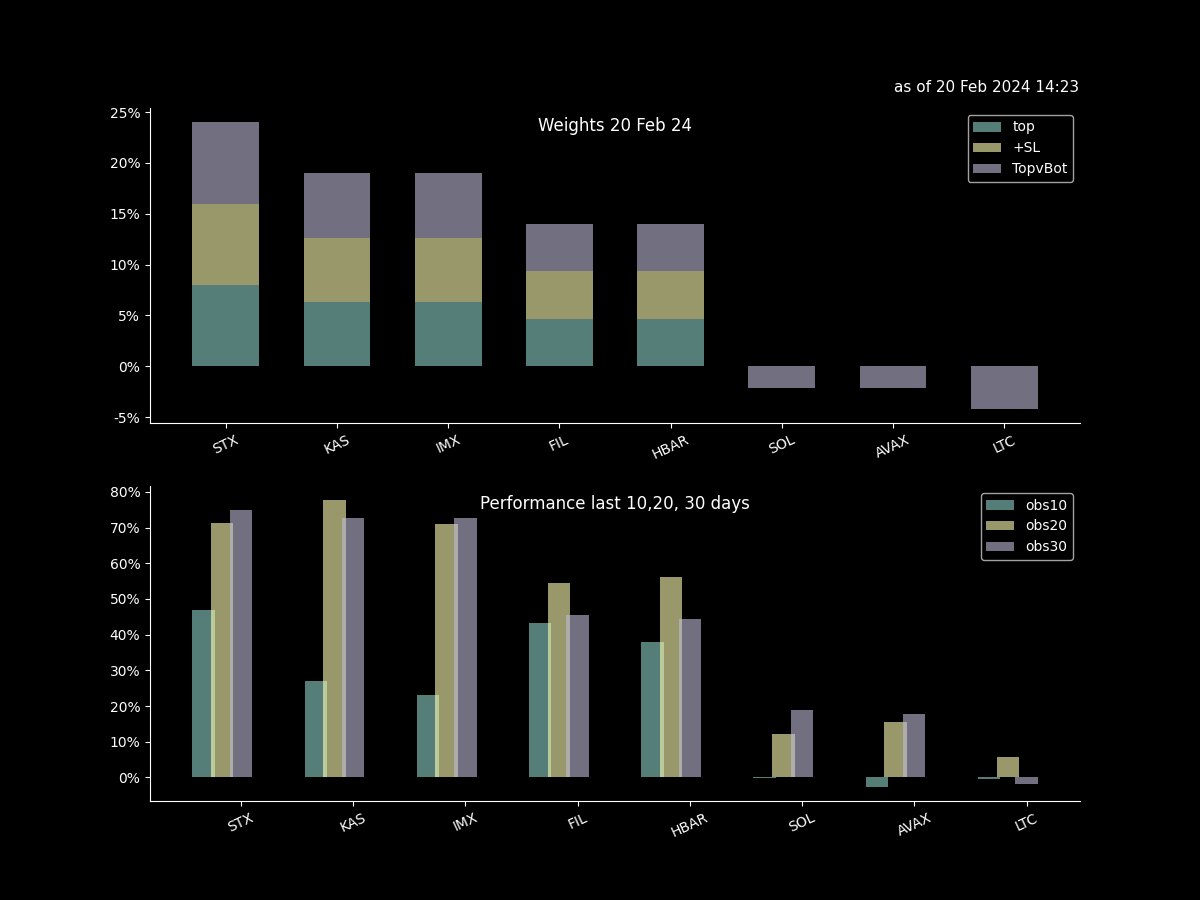 as of 20 Feb 2024 14:23
Weights 20 Feb 24
top
+SL
TopvBot
25%
20%
15%
10%
5%
0%
-5%
STX KAS IMX FIL HBAR SOL AVAX LTC
Performance last 10,20, 30 days
obs10
obs20
obs30
80%
70%
60%
50%
40%
30%
20%
10%
0%
STX KAS IMX FIL HBAR SOL AVAX LTC